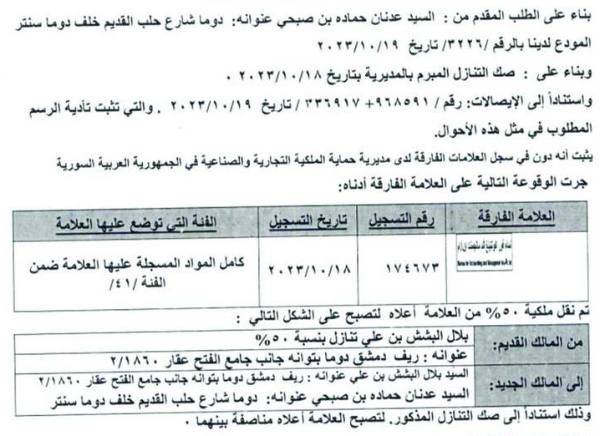 بناء على الطلب المقدم من : السيد عدنان حماده بن صبحي عنوانه: دوما شارع حلب القديم خلف دوما سنتر
المودع لدينا بالرقم /٣٢٢٦/ تاريخ ٢٠٢٣/١٠/١٩
وبناء على : صك التنازل المبرم بالمديرية بتاريخ ٢٠٢٣/١٠/١٨ ٠
واستناداً إلى الإيصالات: رقم /٩٦٨٥٩١+ ٣٣٦٩١٧ / تاريخ ٢٠٢٣/١٠/١٩ . والتي تثبت تأدية الرسم
المطلوب في مثل هذه الأحوال.
يثبت أنه دون في سجل العلامات الفارقة لدى مديرية حماية الملكية التجارية والصناعية في الجمهورية العربية السورية
جرت الوقوعة التالية على العلامة الفارقة أدناه:
العلامة الفارقة رقم التسجيل تاريخ التسجيل الفئة التي توضع عليها العلامة
١٧٤٦٧٣ ٢٠٢٣/١٠/١٨ كامل المواد المسجلة عليها العلامة ضمن
الفئة /٤١/
تم نقل ملكية ٥٠% من العلامة أعلاه لتصبح على الشكل التالي :
من المالك القديم: بلال البشش بن علي تنازل بنسبة ٥٠%
عنوانه : ريف دمشق دوما بتوانه جانب جامع الفتح عقار ٢/١٨٦٠
إلى المالك الجديد: السيد بلال البشش بن علي عنوانه : ريف دمشق دوما بتوانه جانب جامع الفتح عقار ٢/١٨٦٠
السيد عدنان حماده بن صبحي عنوانه: دوما شارع حلب القديم خلف دوما سنتر
وذلك استناداً إلى صك التنازل المذكور. لتصبح العلامة أعلاه مناصفة بينهما ٠